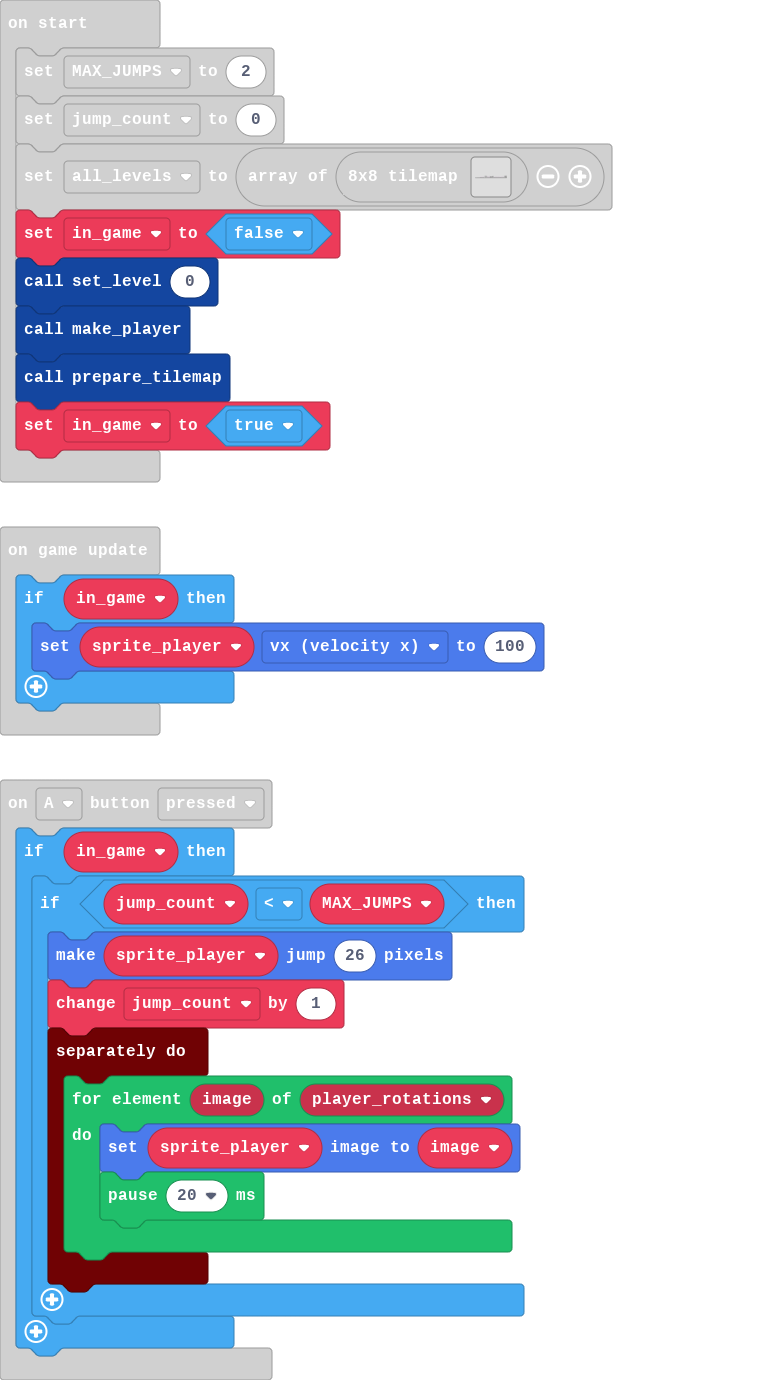 on start
set MAX_JUMPS to 2
set jump_count to 0
set all_levels to array of 8x8 tilemap
set in_game to false
call set_level 0
call make_player
call prepare_tilemap
set in_game to true
on game update
if in_game then
set sprite_player vx (velocity x) to 100
on A button pressed
if in_game then
if jump_count < MAX_JUMPS then
make sprite_player jump 26 pixels
change jump_count by 1
separately do
for element image of player_rotations
do set sprite_player image to image
pause 20 ms